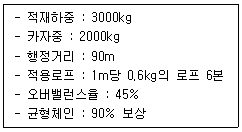 - 적재하중 : 3000kg
- 카자중 : 2000kg
- 행정거리 : 90m
- 적용로프 : 1m당 0.6kg의 로프 6본
- 오버밸런스율 : 45%
- 균형체인 : 90% 보상